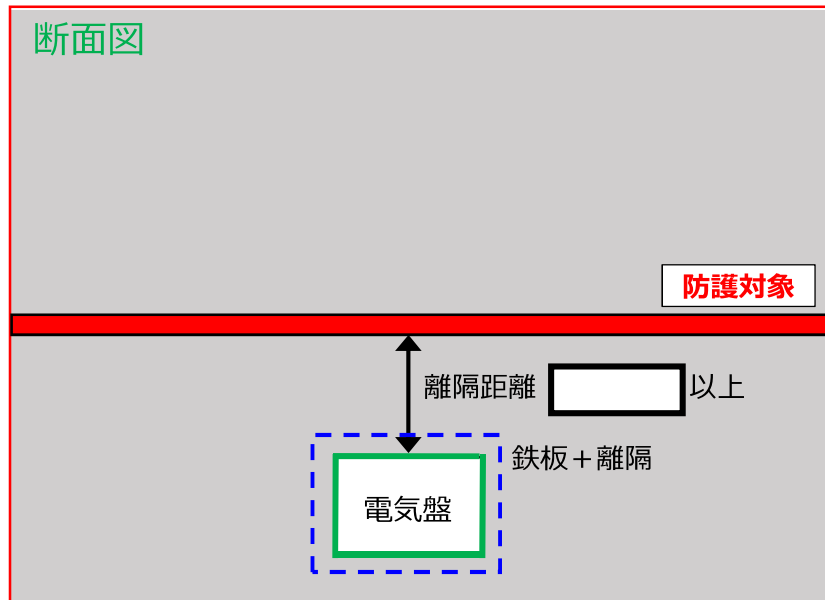 断面図
防護対象
離隔距離 以上
鉄板＋離隔
電気盤